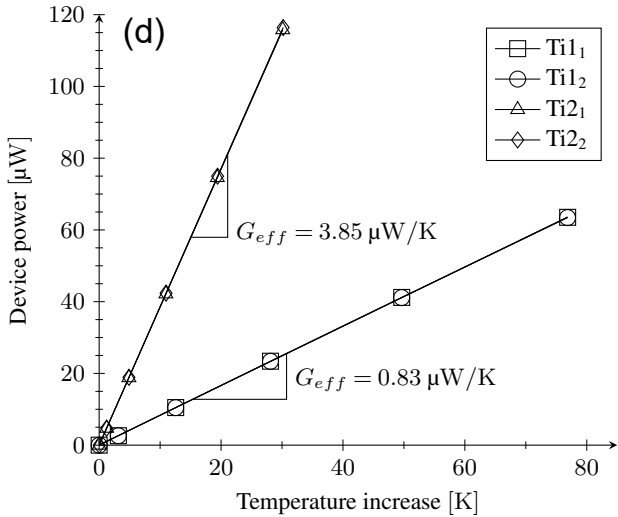 (d)
120
100
80
60
40
20
0
0
20
40
60
80
Device power [µW]
Temperature increase [K]
Ti1₁
Ti1₂
Ti2₁
Ti2₂
G_eff = 3.85 µW/K
G_eff = 0.83 µW/K